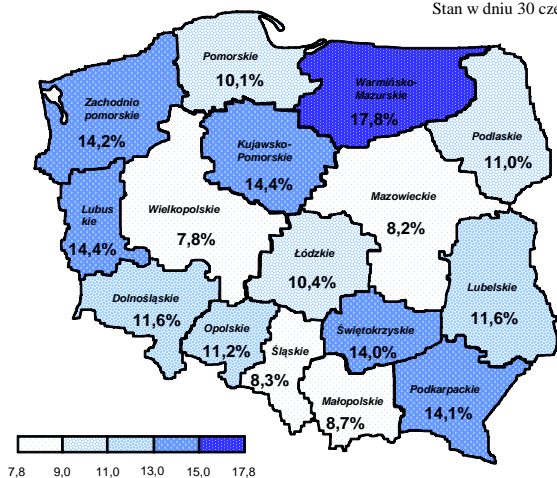 Stan w dniu 30 cze
Pomorskie
10,1%
Warmińsko-
Mazurskie
17,8%
Zachodnio
pomorskie
14,2%
Kujawsko-
Pomorskie
14,4%
Podlaskie
11,0%
Lubus
kie
14,4%
Wielkopolskie
7,8%
Mazowieckie
8,2%
Łódzkie
10,4%
Lubelskie
11,6%
Dolnośląskie
11,6%
Opolskie
11,2%
Śląskie
8,3%
Świętokrzyskie
14,0%
Małopolskie
8,7%
Podkarpackie
14,1%
7,8 9,0 11,0 13,0 15,0 17,8